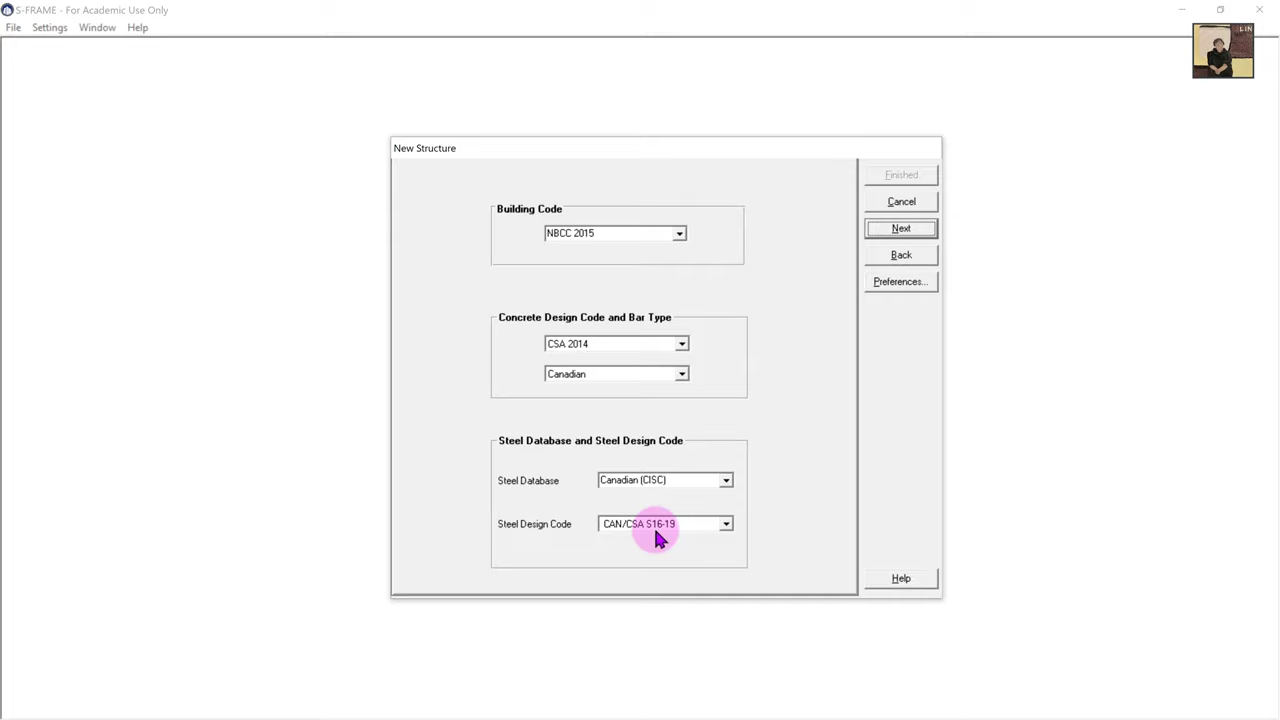 S-FRAME - For Academic Use Only
File Settings Window Help
LIN
New Structure
Finished
Building Code
Cancel
NBCC 2015
Next
Back
Preferences...
Concrete Design Code and Bar Type
CSA 2014
Canadian
Steel Database and Steel Design Code
Steel Database Canadian (CISC)
Steel Design Code CAN/CSA S16-19
Help